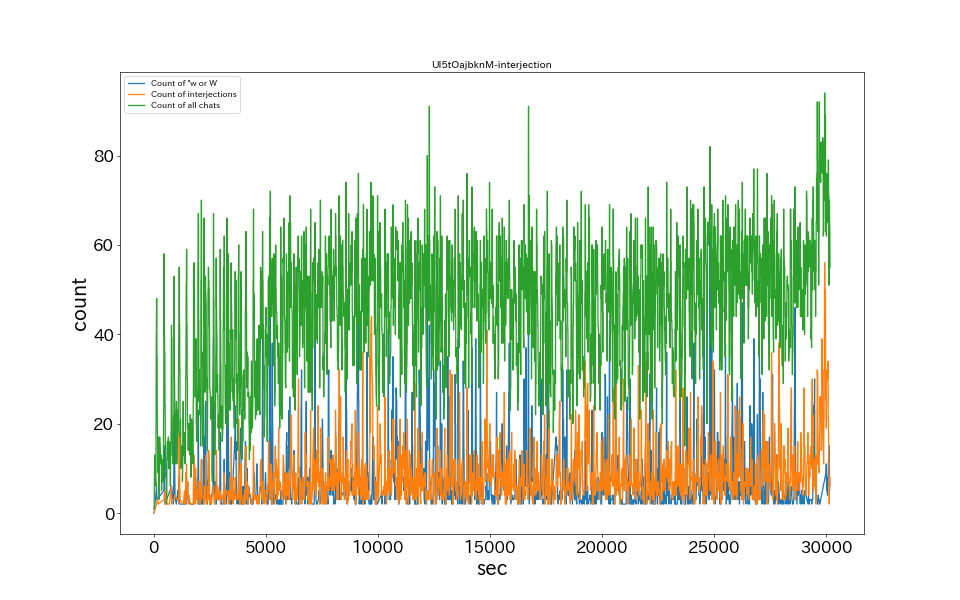 UI5tOajbknM-interjection
Count of "w or W
Count of interjections
Count of all chats
80
60
40
20
0
count
0
5000
10000
15000
20000
25000
30000
sec